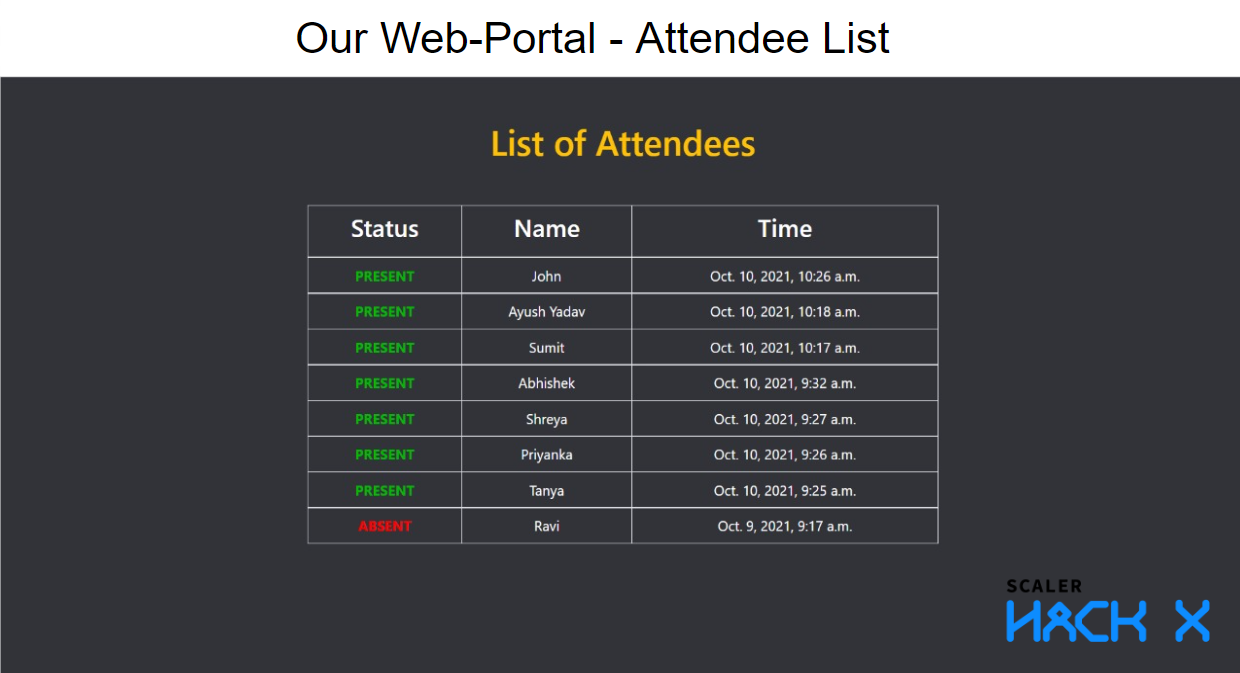 Our Web-Portal - Attendee List
List of Attendees
Status Name Time
PRESENT John Oct. 10, 2021, 10:26 a.m.
PRESENT Ayush Yadav Oct. 10, 2021, 10:18 a.m.
PRESENT Sumit Oct. 10, 2021, 10:17 a.m.
PRESENT Abhishek Oct. 10, 2021, 9:32 a.m.
PRESENT Shreya Oct. 10, 2021, 9:27 a.m.
PRESENT Priyanka Oct. 10, 2021, 9:26 a.m.
PRESENT Tanya Oct. 10, 2021, 9:25 a.m.
ABSENT Ravi Oct. 9, 2021, 9:17 a.m.
SCALER
HACK X